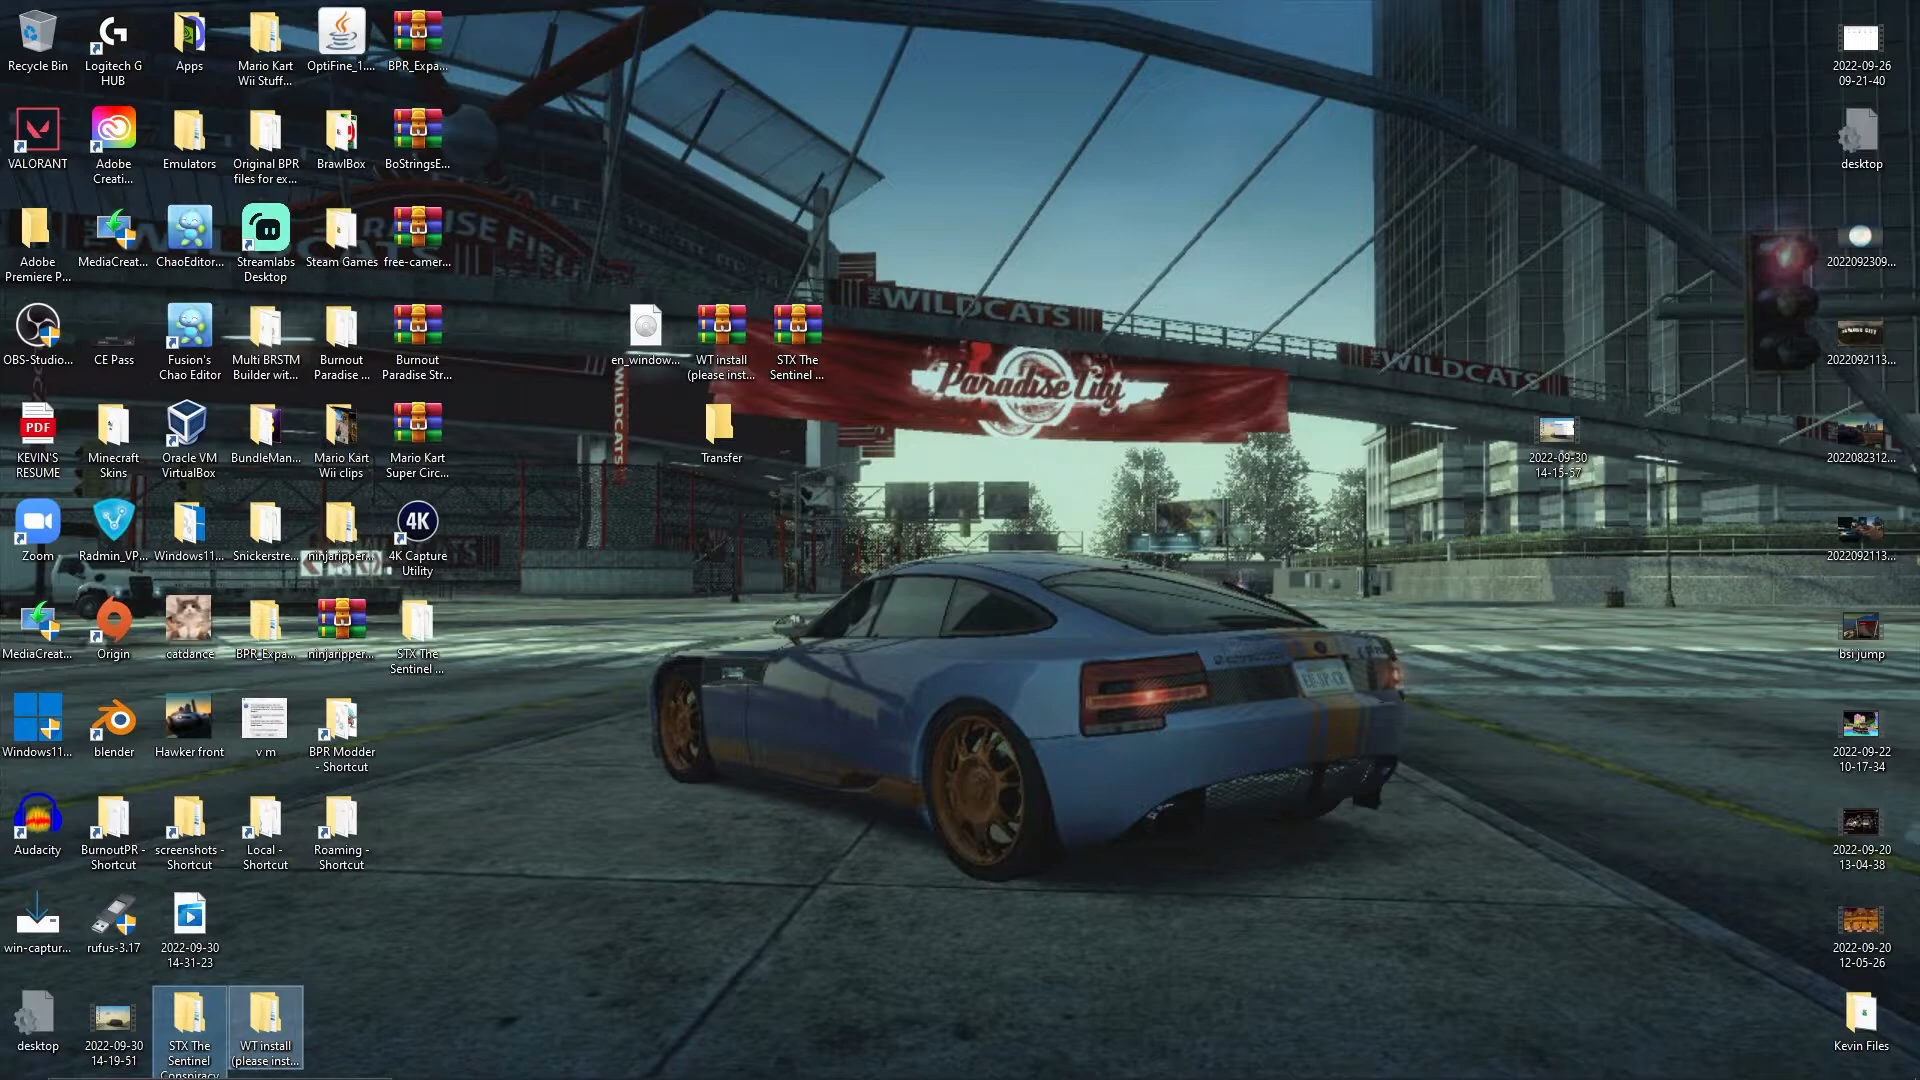 Recycle Bin
Logitech G
HUB
Apps
Mario Kart
Wii Stuff...
OptiFine_1....
BPR_Expa...
2022-09-26
09-21-40
VALORANT
Adobe
Creati...
Emulators
Original BPR
files for ex...
BrawlBox
BoStringsE...
desktop
Adobe
Premiere P...
MediaCreat...
ChaoEditor...
Streamlabs
Desktop
Steam Games
free-camer...
2022092309...
OBS-Studio...
CE Pass
Fusion's
Chao Editor
Multi BRSTM
Builder wit...
Burnout
Paradise ...
Burnout
Paradise Str...
en_window...
WT install
(please inst...
STX The
Sentinel ...
2022092113...
PDF
KEVIN'S
RESUME
Minecraft
Skins
Oracle VM
VirtualBox
BundleMan...
Mario Kart
Wii clips
Mario Kart
Super Circ...
Transfer
2022-09-30
14-15-57
2022082312...
Zoom
Radmin_VP...
Windows11...
Snickerstre...
ninjaripper...
4K
4K Capture
Utility
2022092113...
MediaCreat...
Origin
catdance
BPR_Expa...
ninjaripper...
STX The
Sentinel ...
bsi jump
Windows11...
blender
Hawker front
v m
BPR Modder
- Shortcut
2022-09-22
10-17-34
Audacity
BurnoutPR -
Shortcut
screenshots -
Shortcut
Local -
Shortcut
Roaming -
Shortcut
2022-09-20
13-04-38
win-captur...
rufus-3.17
2022-09-30
14-31-23
2022-09-20
12-05-26
desktop
2022-09-30
14-19-51
STX The
Sentinel
Conspiracy
WT install
(please inst...
Kevin Files
PARADISE FIELD
THE WILDCATS
THE WILDCATS
WILDCATS
Paradise City